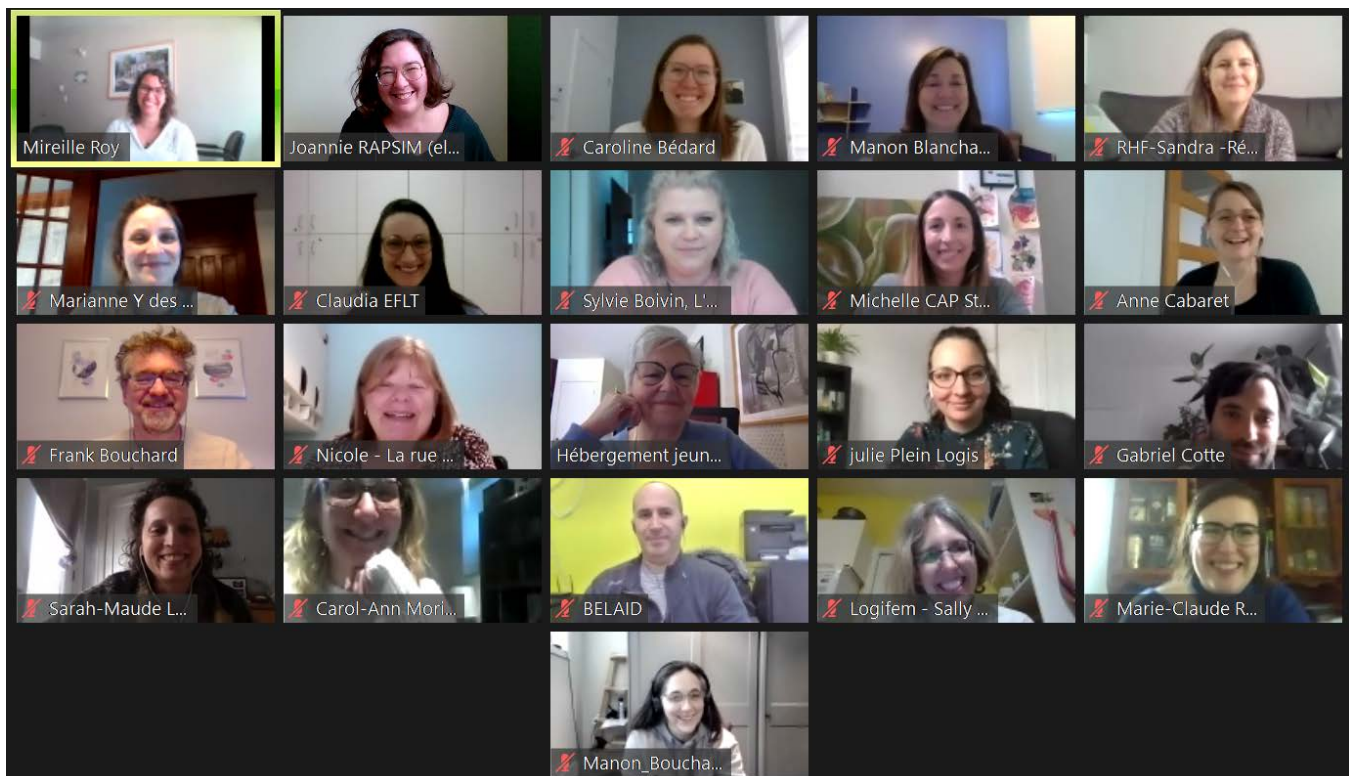 Mireille Roy
Joannie RAPSIM (el...
Caroline Bédard
Manon Blancha...
RHF-Sandra -Ré...
Marianne Y des ...
Claudia EFLT
Sylvie Boivin, L'...
Michelle CAP St...
Anne Cabaret
Frank Bouchard
Nicole - La rue ...
Hébergement jeun...
julie Plein Logis
Gabriel Cotte
Sarah-Maude L...
Carol-Ann Mori...
BELAID
Logifem - Sally ...
Marie-Claude R...
Manon_Boucha...